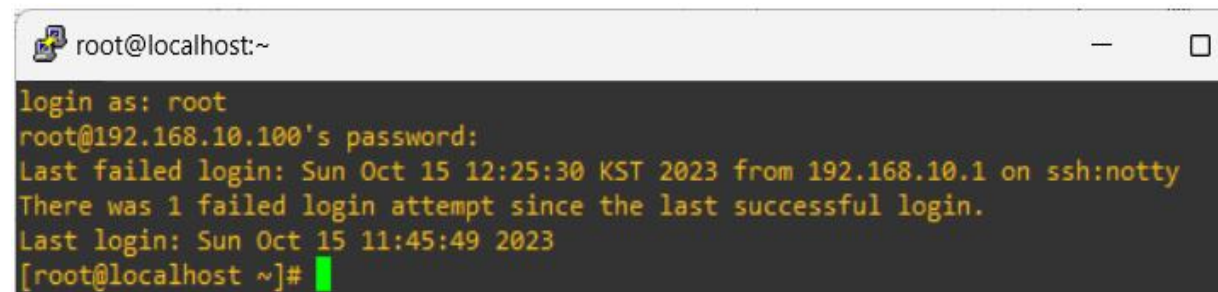 root@localhost:~
login as: root
root@192.168.10.100's password:
Last failed login: Sun Oct 15 12:25:30 KST 2023 from 192.168.10.1 on ssh:notty
There was 1 failed login attempt since the last successful login.
Last login: Sun Oct 15 11:45:49 2023
[root@localhost ~]#